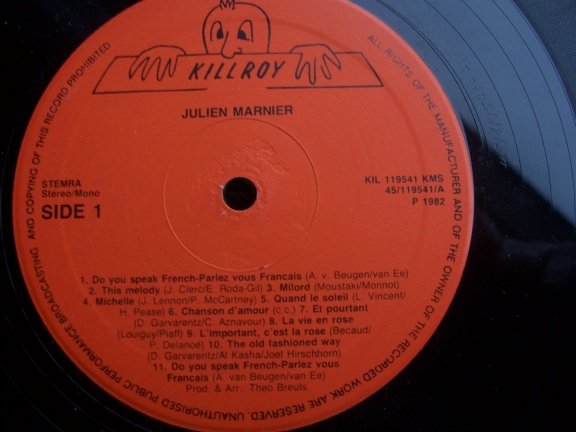 KILLROY
JULIEN MARNIER
STEMRA
Stereo/Mono
SIDE 1
KIL 119541 KMS
45/119541/A
P 1982
1. Do you speak French-Parlez vous Francais (A. v. Beugen/van Ee)
2. This melody (J. Clerc/E. Roda-Gil) 3. Milord (Moustaki/Monnot)
4. Michelle (J. Lennon/P. McCartney) 5. Quand le soleil (L. Vincent/
H. Pease) 6. Chanson d'amour (c.c.) 7. Et pourtant
(D. Garvarentz/C. Aznavour) 8. La vie en rose
(Louiguy/Piaff) 9. L'important, c'est la rose (Becaud/
P. Delanoë) 10. The old fashioned way
(D. Garvarentz/Al Kasha/Joel Hirschhorn)
11. Do you speak French-Parlez vous
Francais (A. van Beugen/van Ee)
Prod. & Arr.: Theo Breuls
ALL RIGHTS OF THE MANUFACTURER AND OF THE OWNER OF THE RECORDED WORK ARE RESERVED. UNAUTHORISED PUBLIC PERFORMANCE BROADCASTING AND COPYING OF THIS RECORD PROHIBITED